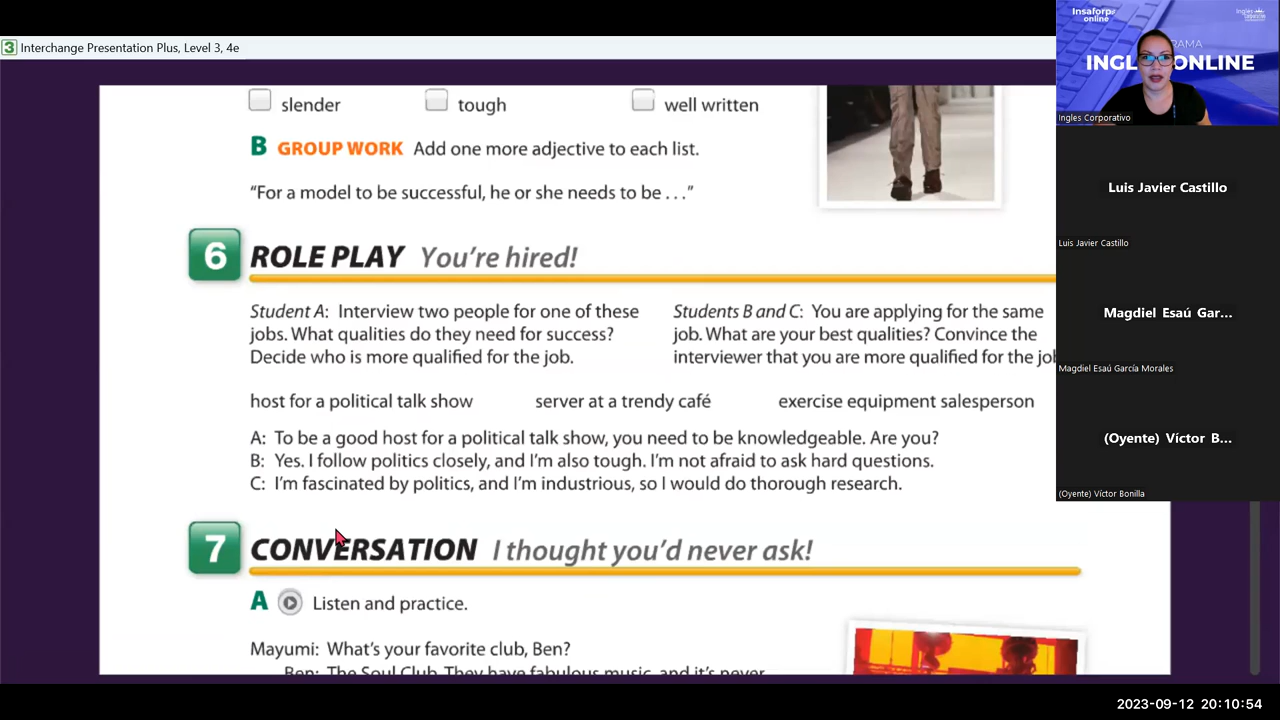 Interchange Presentation Plus, Level 3, 4e
slender tough well written
B GROUP WORK Add one more adjective to each list.
"For a model to be successful, he or she needs to be . . ."
6 ROLE PLAY You're hired!
Student A: Interview two people for one of these
jobs. What qualities do they need for success?
Decide who is more qualified for the job.
Students B and C: You are applying for the same
job. What are your best qualities? Convince the
interviewer that you are more qualified for the
host for a political talk show server at a trendy café exercise equipment salesperson
A: To be a good host for a political talk show, you need to be knowledgeable. Are you?
B: Yes. I follow politics closely, and I'm also tough. I'm not afraid to ask hard questions.
C: I'm fascinated by politics, and I'm industrious, so I would do thorough research.
7 CONVERSATION I thought you'd never ask!
A Listen and practice.
Mayumi: What's your favorite club, Ben?
Ben: The Soul Club. They have fabulous music, and it's never
Insaforp
online
Inglés
INGL ONLINE
Ingles Corporativo
Luis Javier Castillo
Luis Javier Castillo
Magdiel Esaú Gar...
Magdiel Esaú García Morales
(Oyente) Víctor B...
(Oyente) Víctor Bonilla
2023-09-12 20:10:54